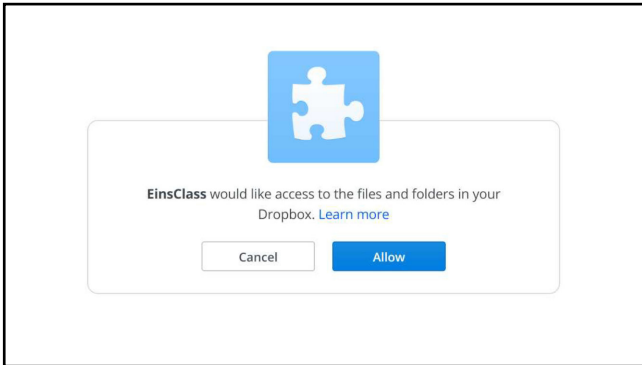 EinsClass would like access to the files and folders in your
Dropbox. Learn more
Cancel
Allow